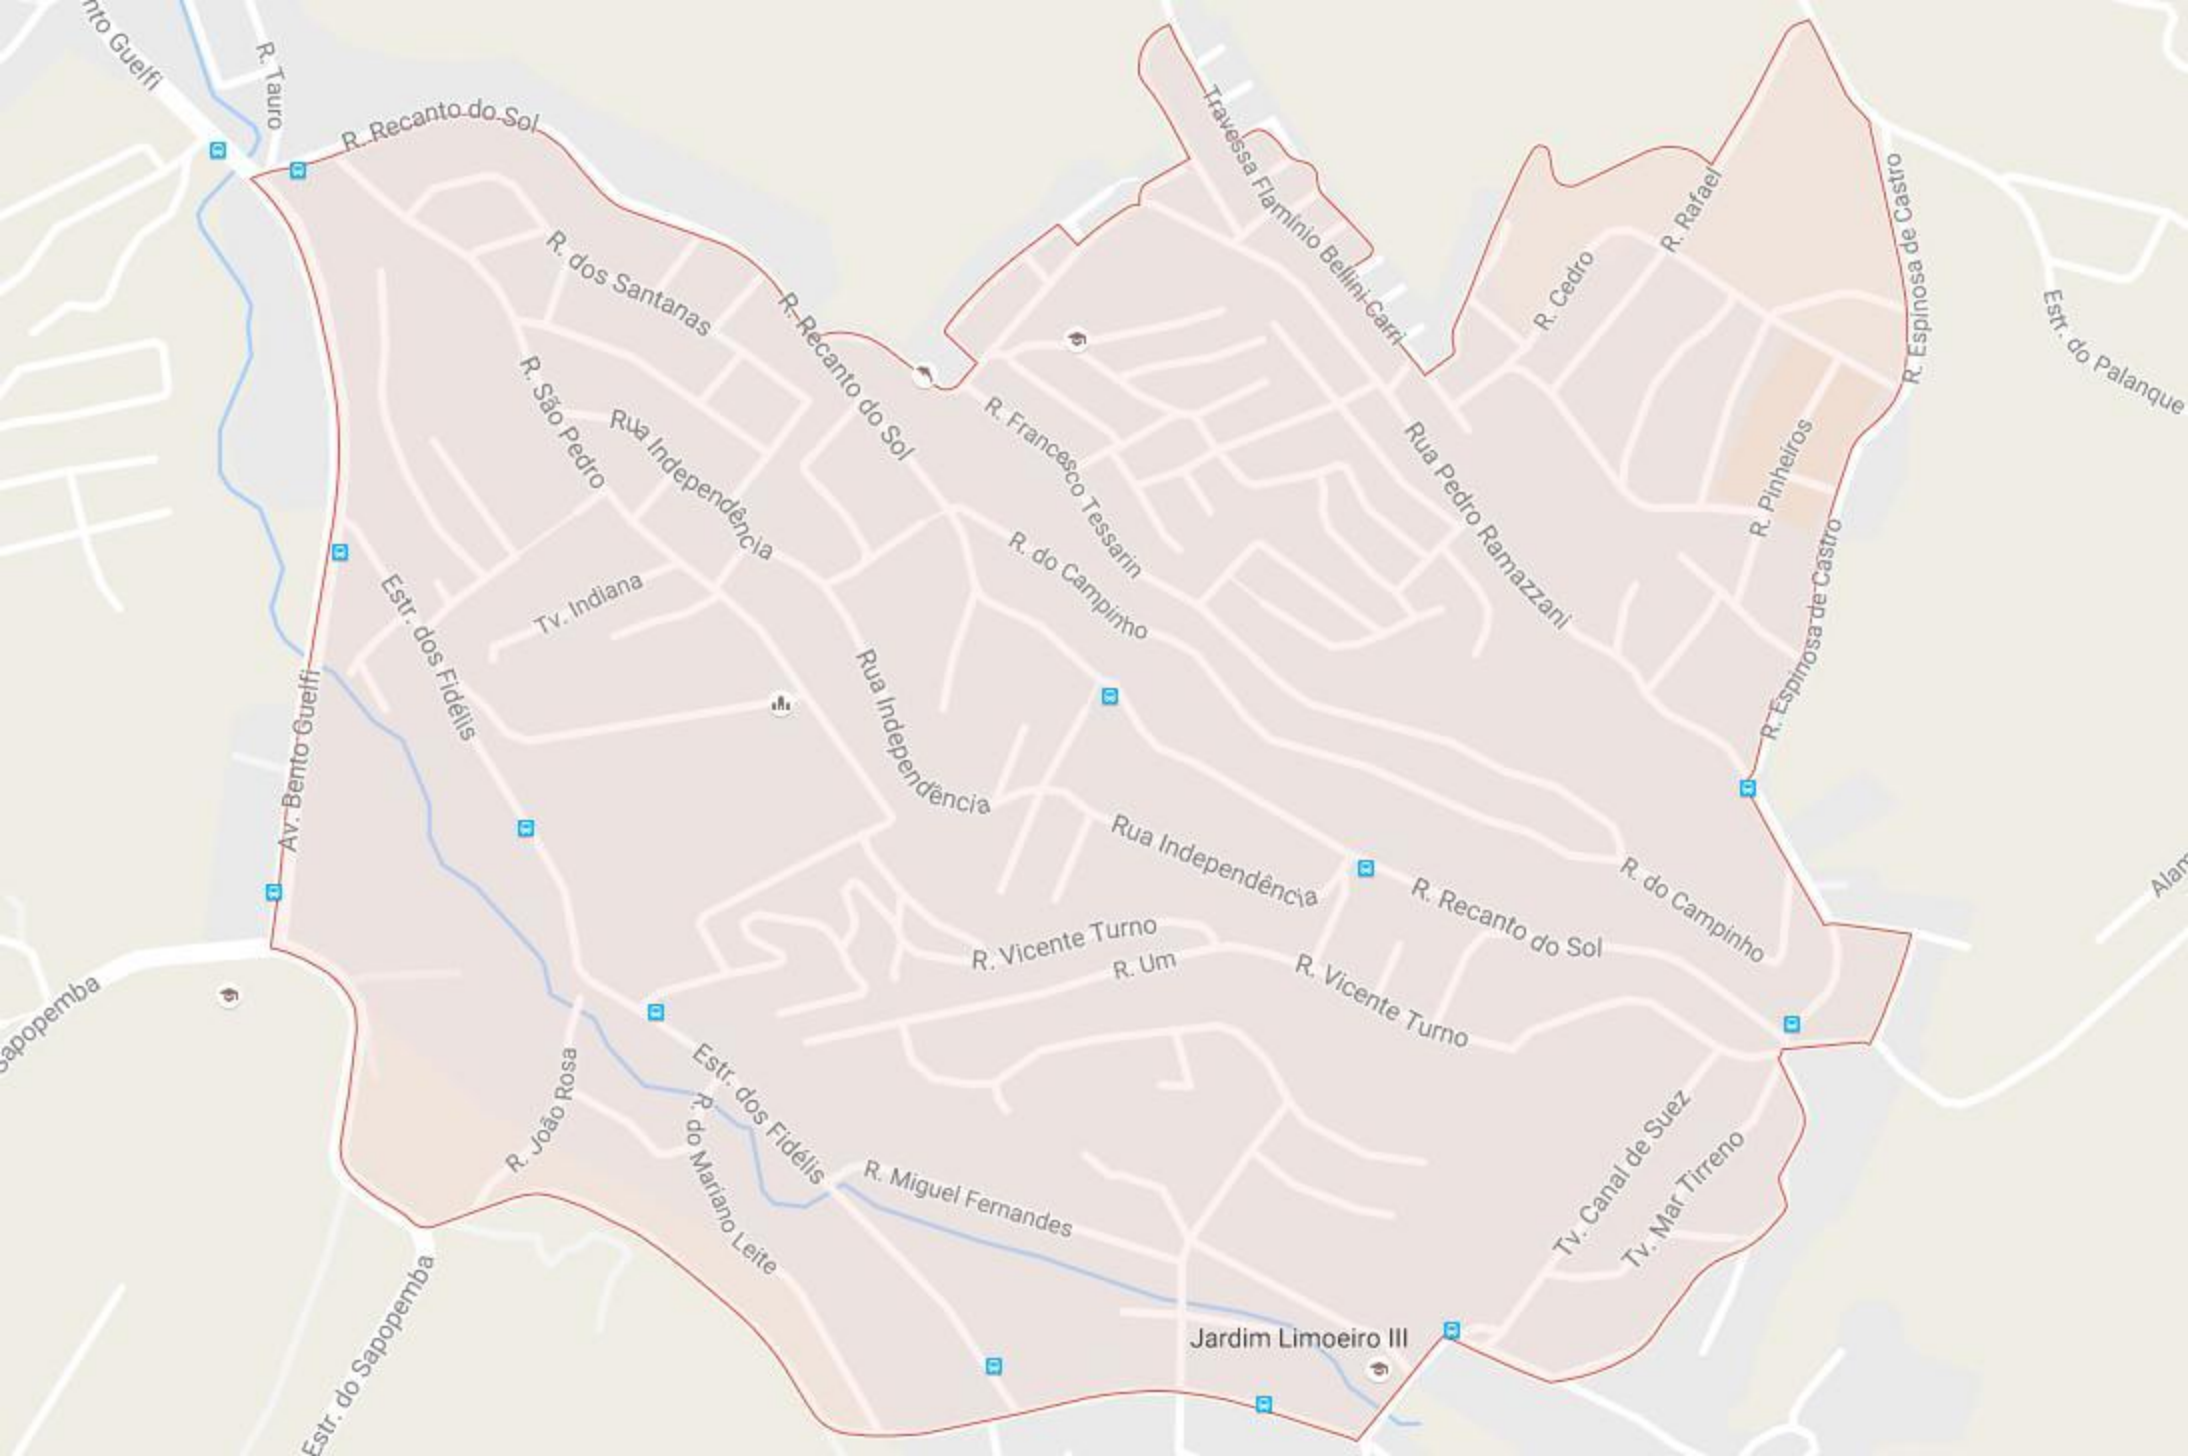 nto Guelfi
R. Tauro
R. Recanto do Sol
Travessa Flamínio Bellini Carri
R. Rafael
R. Espinosa de Castro
R. dos Santanas
R. Cedro
Estr. do Palanque
R. Recanto do Sol
R. São Pedro
Rua Independência
R. Francesco Tessarin
Rua Pedro Ramazzani
R. Pinheiros
R. do Campinho
Tv. Indiana
Estr. dos Fidélis
R. Espinosa de Castro
Av. Bento Guelfi
Rua Independência
Rua Independência
R. do Campinho
Alam
R. Recanto do Sol
R. Vicente Turno
R. Um
R. Vicente Turno
Sapopemba
R. João Rosa
Estr. dos Fidélis
R. do Mariano Leite
R. Miguel Fernandes
Tv. Canal de Suez
Tv. Mar Tirreno
Estr. do Sapopemba
Jardim Limoeiro III